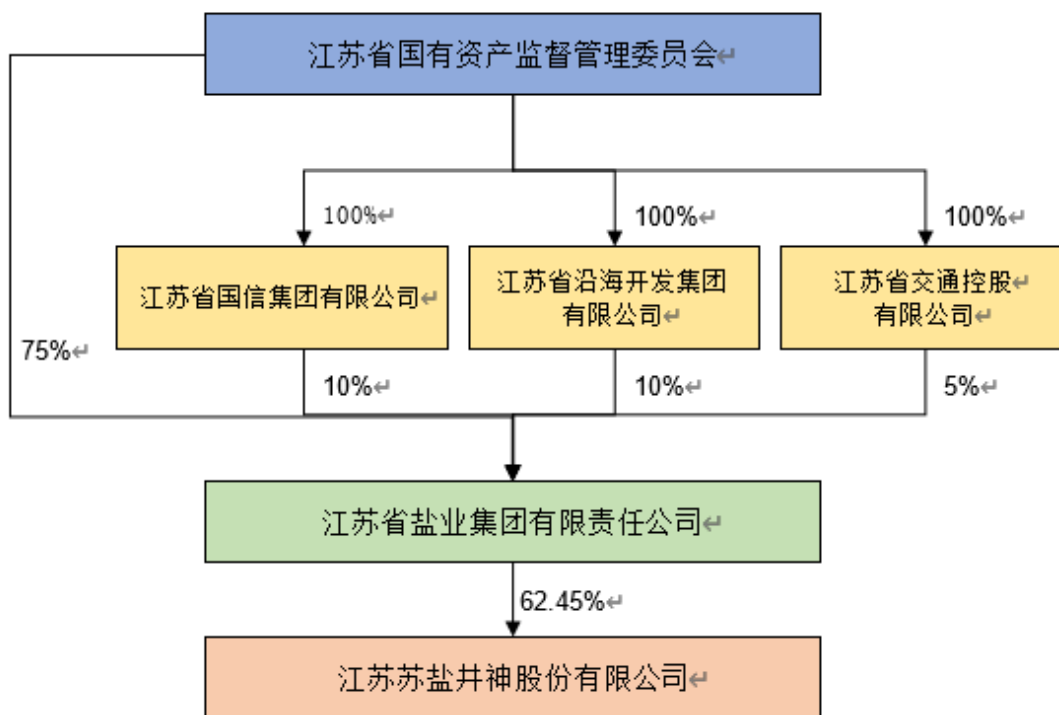 江苏省国有资产监督管理委员会↵
100%↵
100%↵
100%↵
江苏省国信集团有限公司↵
江苏省沿海开发集团
有限公司↵
江苏省交通控股↵
有限公司↵
75%↵
10%↵
10%↵
5%↵
江苏省盐业集团有限责任公司↵
62.45%↵
江苏苏盐井神股份有限公司↵